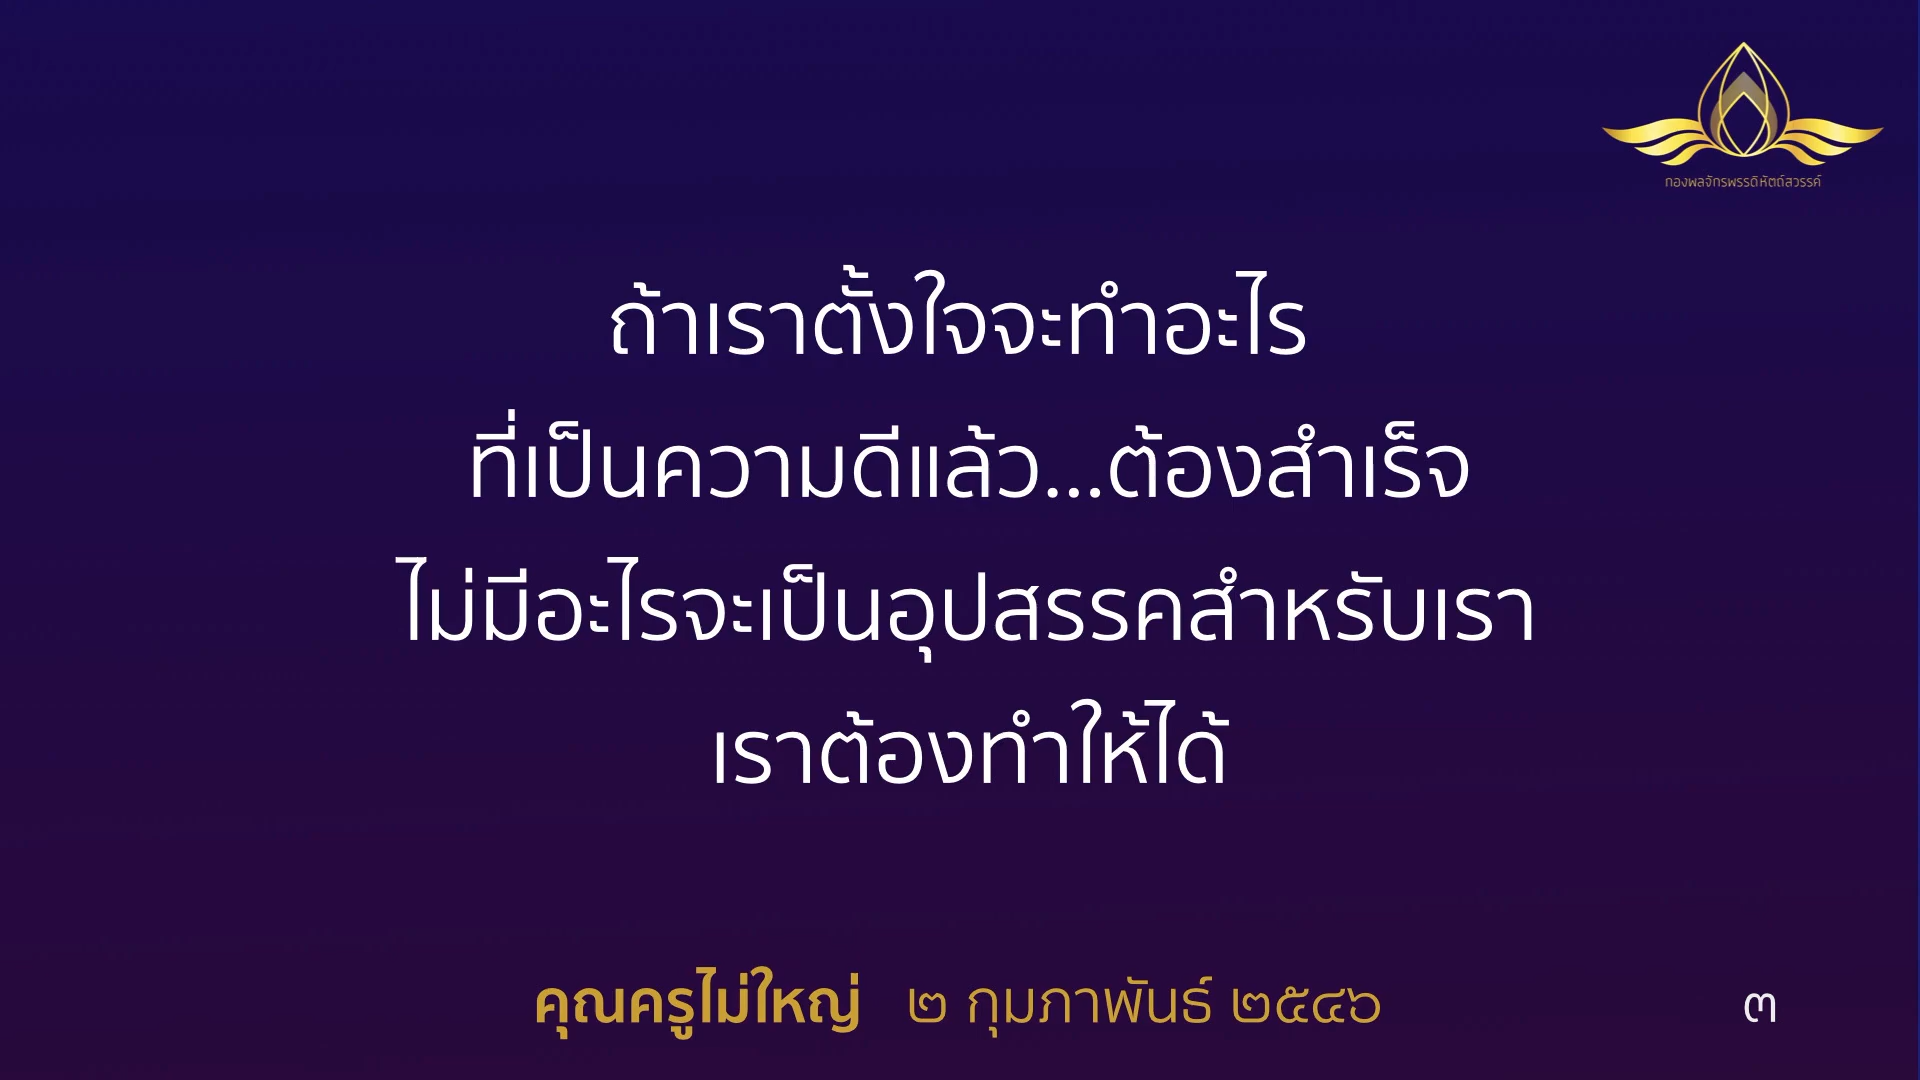 กองพลจักรพรรดิหัตถ์สวรรค์
ถ้าเราตั้งใจจะทำอะไร
ที่เป็นความดีแล้ว...ต้องสำเร็จ
ไม่มีอะไรจะเป็นอุปสรรคสำหรับเรา
เราต้องทำให้ได้
คุณครูไม่ใหญ่ ๒ กุมภาพันธ์ ๒๕๔๖
๓